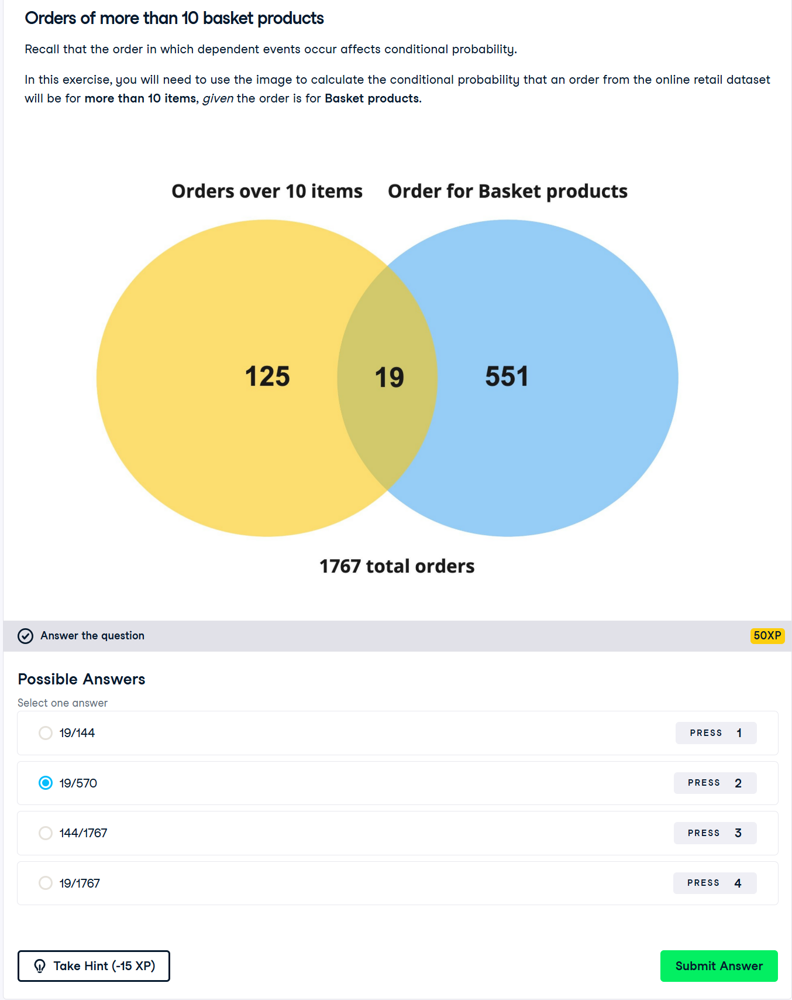 Orders of more than 10 basket products
Recall that the order in which dependent events occur affects conditional probability.
In this exercise, you will need to use the image to calculate the conditional probability that an order from the online retail dataset
will be for more than 10 items, given the order is for Basket products.
Orders over 10 items
Order for Basket products
125
19
551
1767 total orders
Answer the question
50XP
Possible Answers
Select one answer
19/144
PRESS 1
19/570
PRESS 2
144/1767
PRESS 3
19/1767
PRESS 4
Take Hint (-15 XP)
Submit Answer